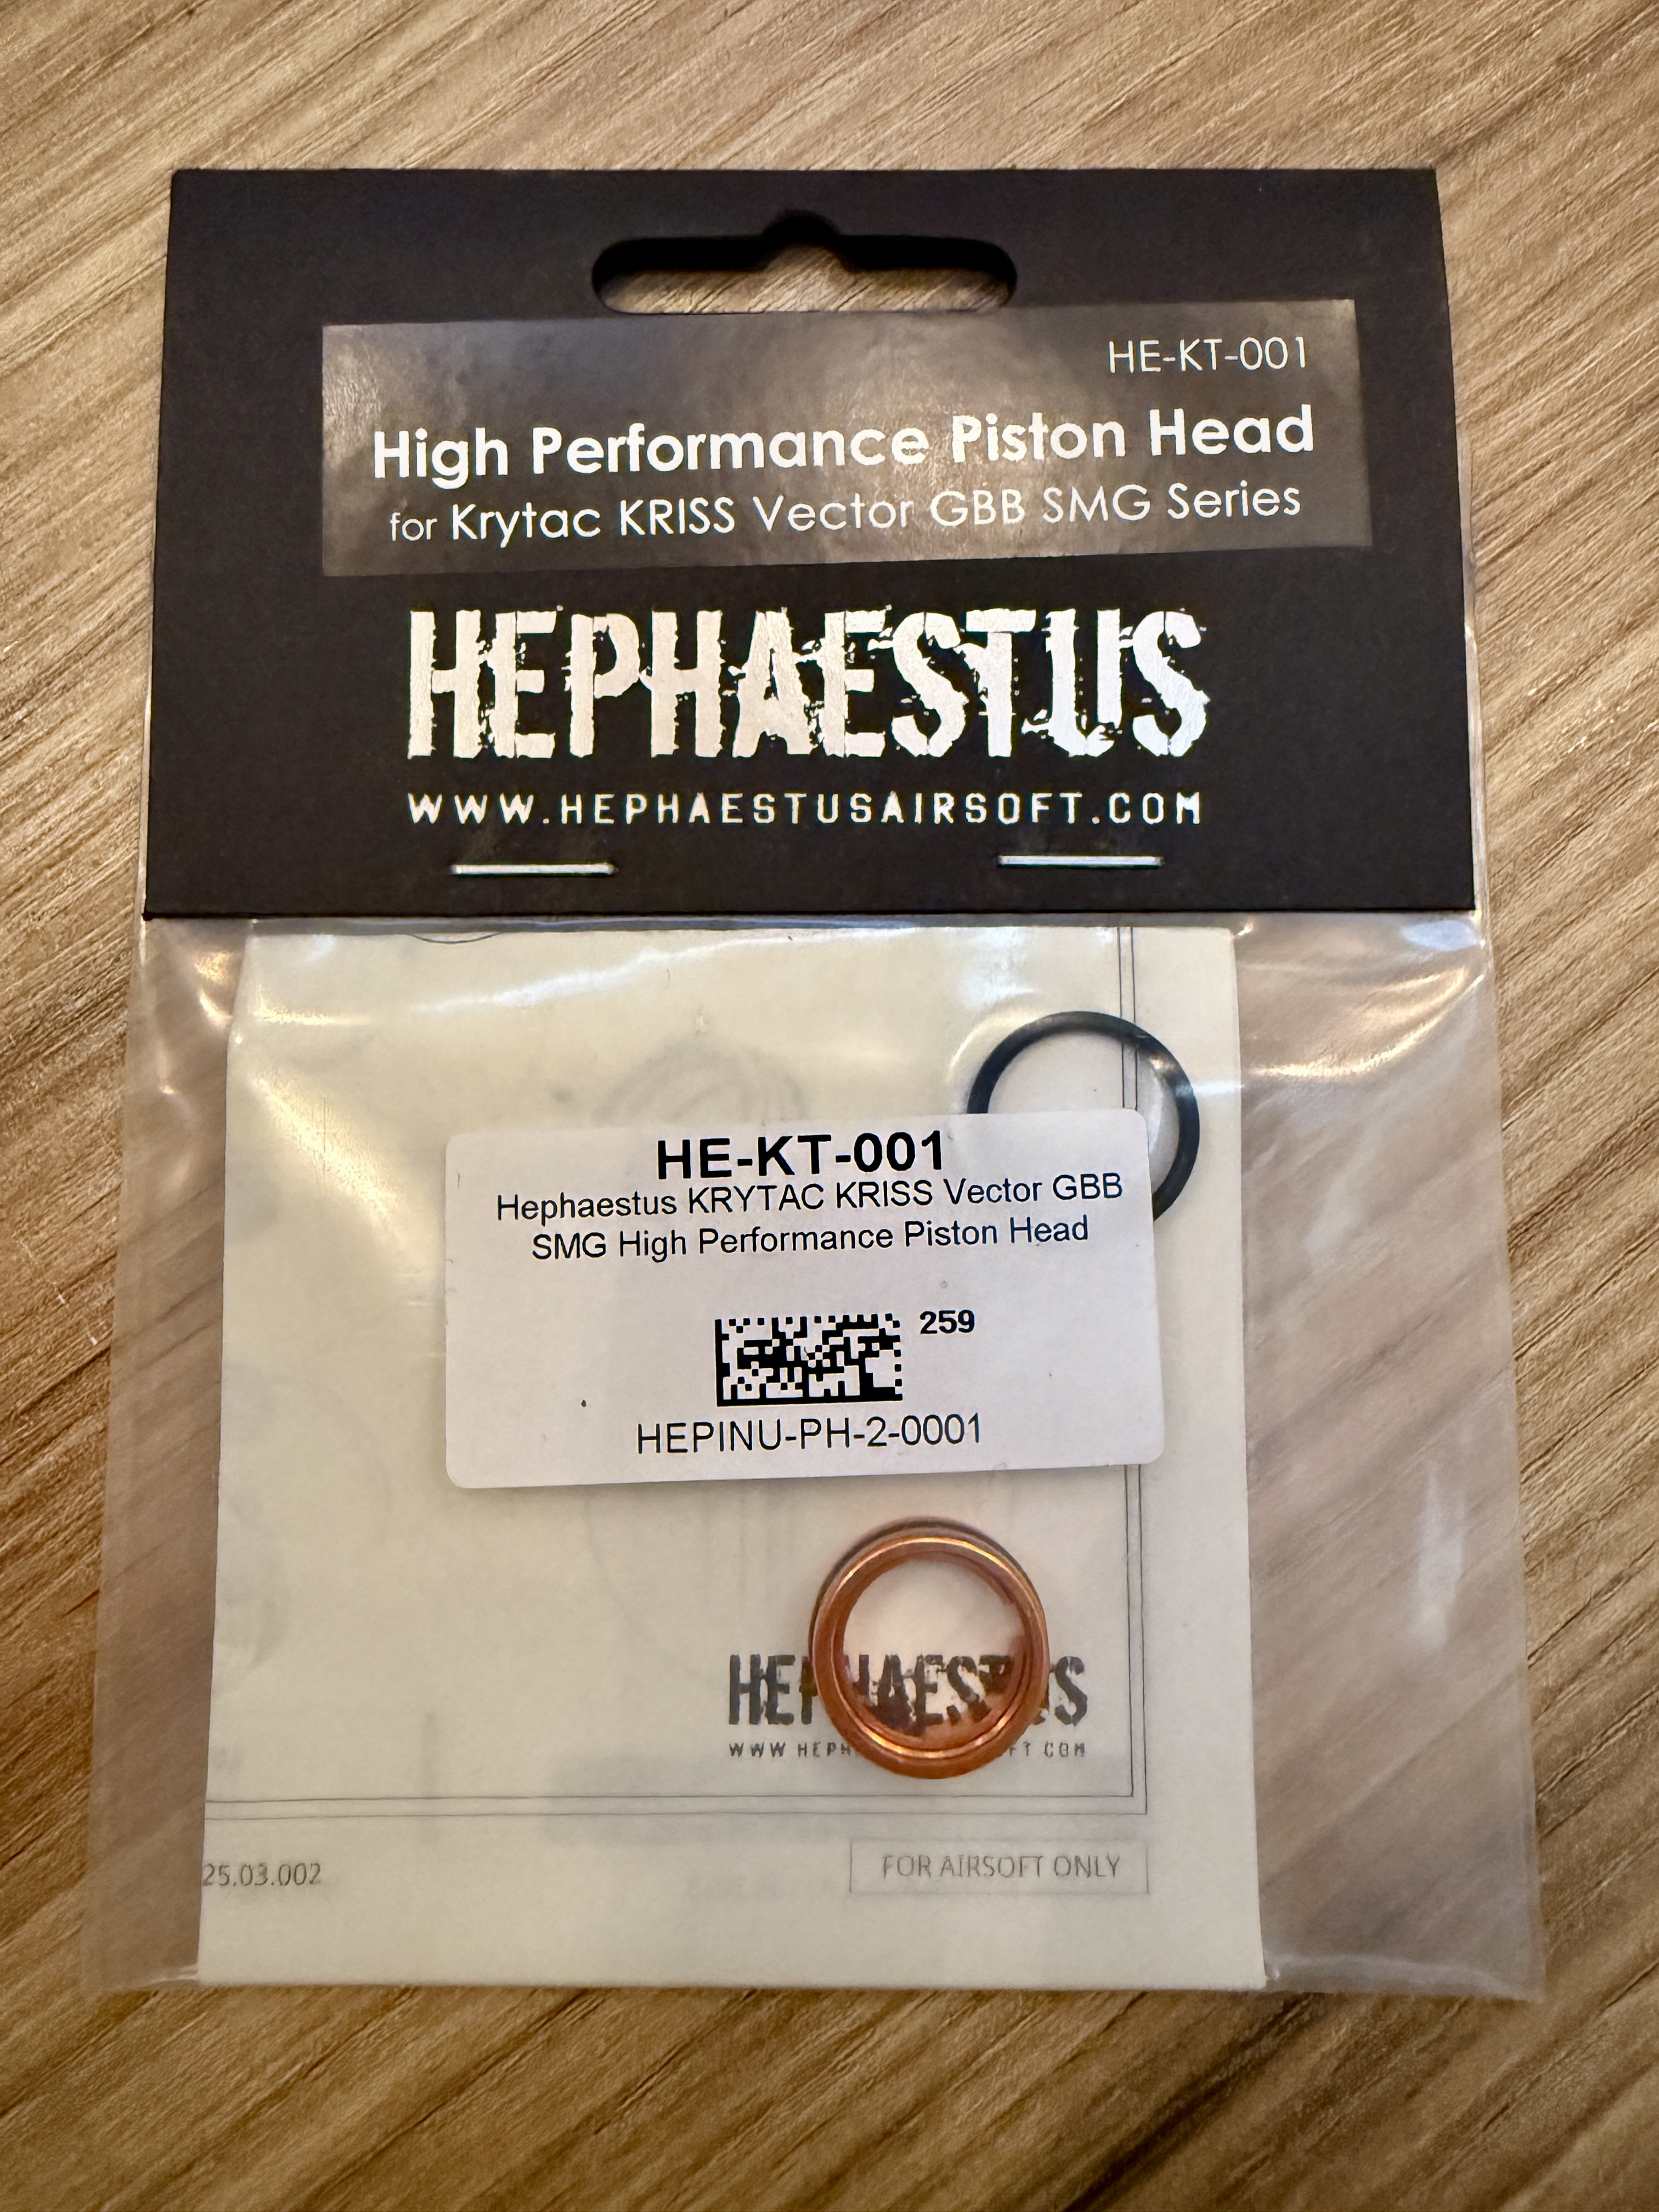 HE-KT-001
High Performance Piston Head
for Krytac KRISS Vector GBB SMG Series
HEPHAESTUS
WWW.HEPHAESTUSAIRSOFT.COM
HE-KT-001
Hephaestus KRYTAC KRISS Vector GBB
SMG High Performance Piston Head
259
HEPINU-PH-2-0001
HEPHAESTUS
25.03.002
FOR AIRSOFT ONLY